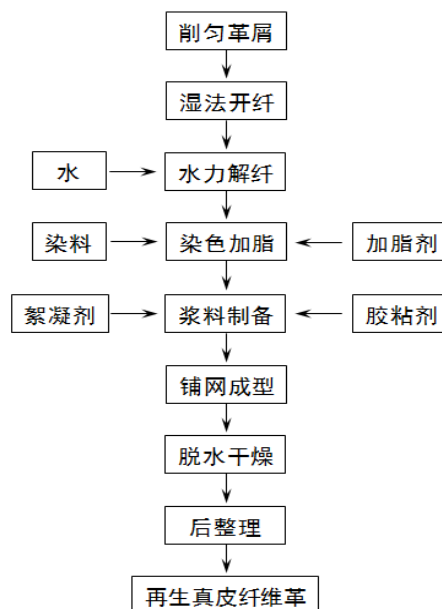 削匀革屑
湿法开纤
水
水力解纤
染料
染色加脂
加脂剂
絮凝剂
浆料制备
胶粘剂
铺网成型
脱水干燥
后整理
再生真皮纤维革